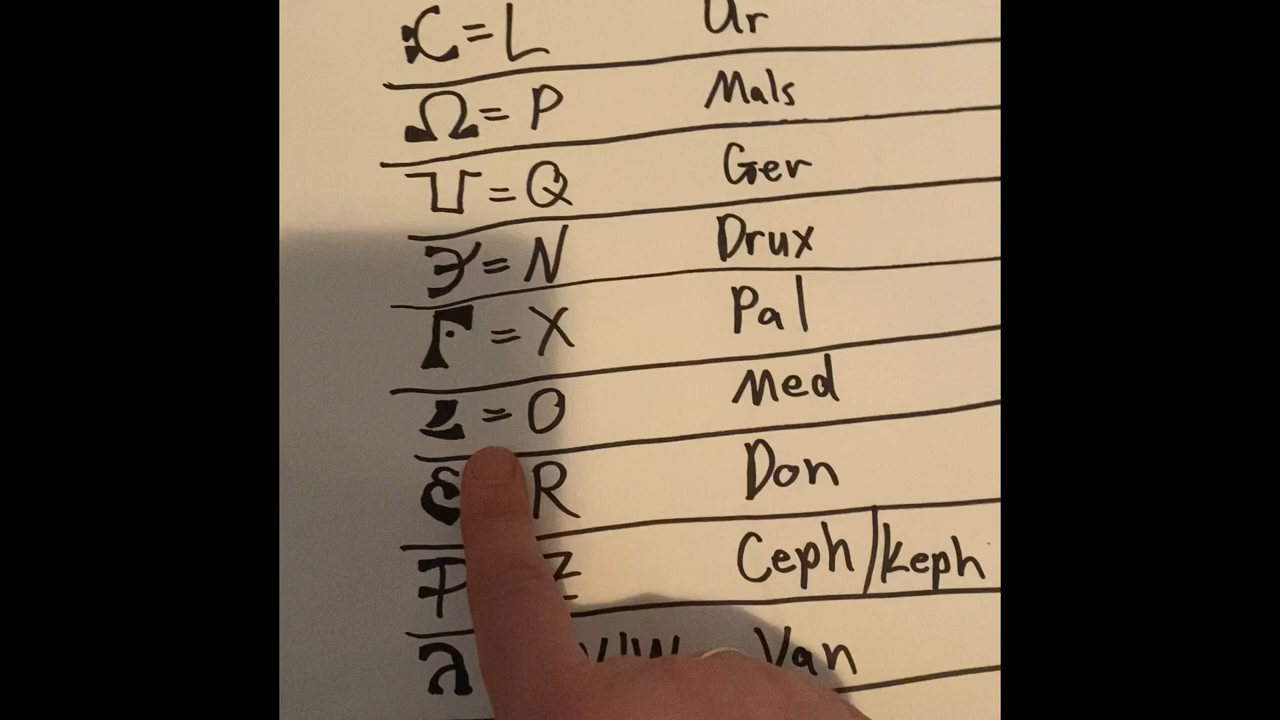 = L Ur
Ω = P Mals
= Q Ger
= N Drux
= X Pal
= O Med
R Don
Z Ceph/Keph
V/W Van